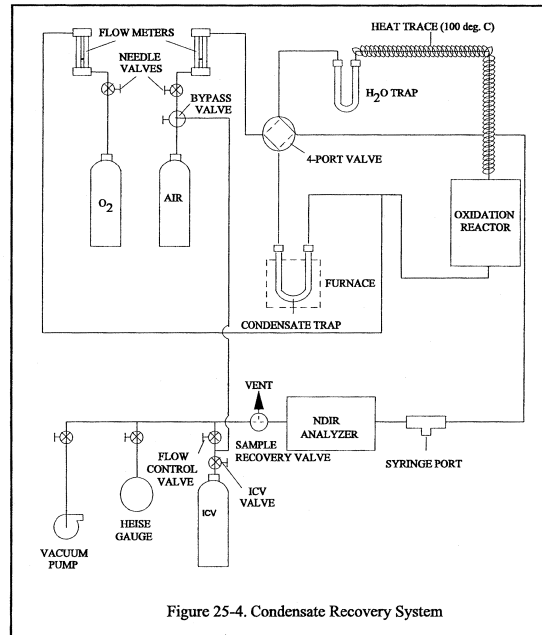 FLOW METERS
NEEDLE
VALVES
BYPASS
VALVE
O2
AIR
HEAT TRACE (100 deg. C)
H2O TRAP
4-PORT VALVE
OXIDATION
REACTOR
FURNACE
CONDENSATE TRAP
VENT
NDIR
ANALYZER
SYRINGE PORT
SAMPLE
RECOVERY VALVE
FLOW
CONTROL
VALVE
ICV
VALVE
ICV
HEISE
GAUGE
VACUUM
PUMP
Figure 25-4. Condensate Recovery System